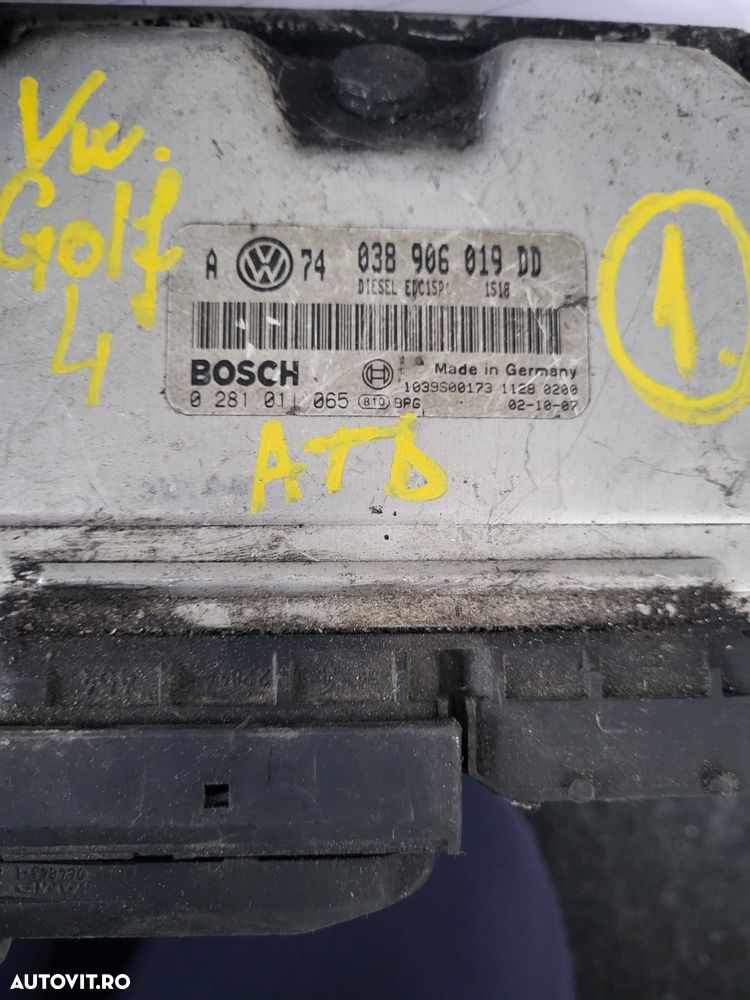 Vw.
Golf
4
1.
A 74 038 906 019 DD
DIESEL EDC15P+ 1518
BOSCH Made in Germany
1039S00173 1128 0200
0 281 011 065 810 BPG 02-10-07
ATD
AUTOVIT.RO